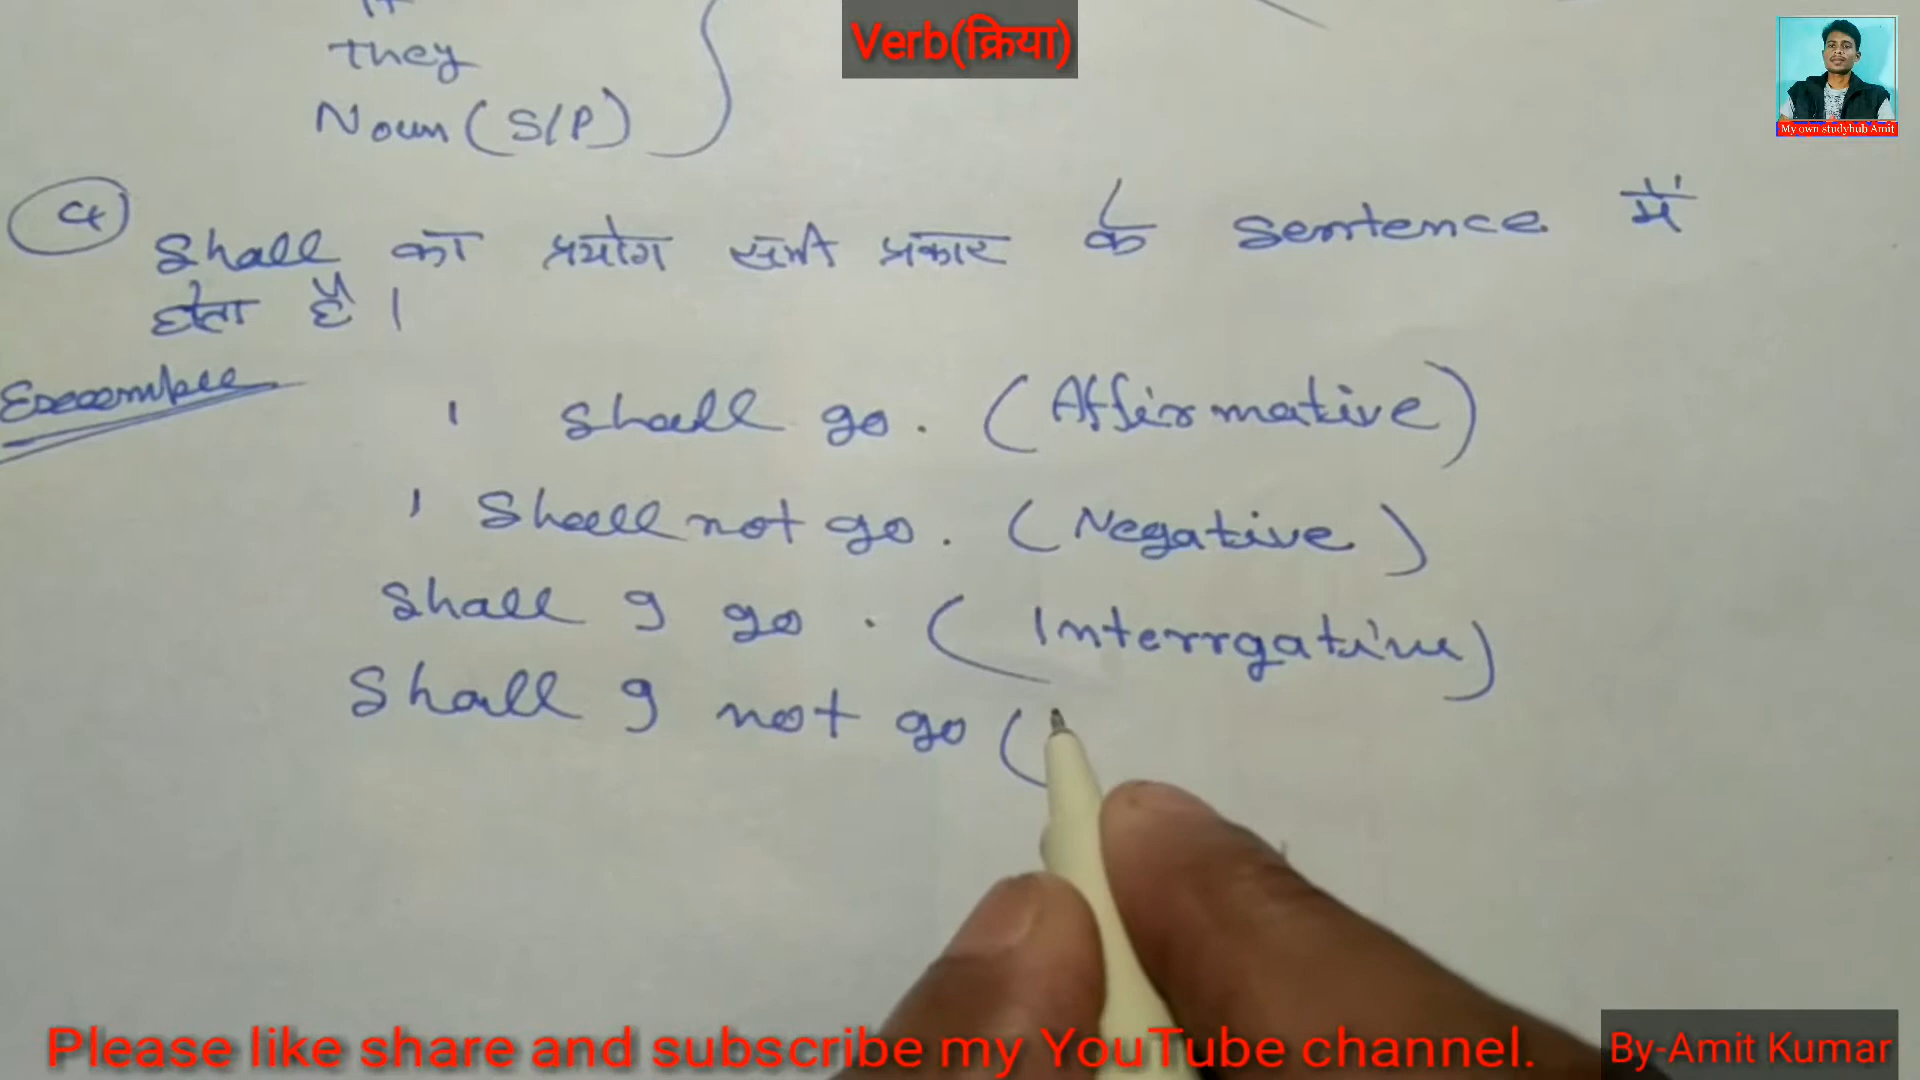 Verb(क्रिया)
They
Noun (S/P)
My own studyhub Amit
4 Shall का प्रयोग सभी प्रकार के sentence में
होता है ।
Example
I shall go. (Affirmative)
I Shall not go. (Negative)
Shall I go. (Interrgative)
Shall I not go (
Please like share and subscribe my YouTube channel.
By-Amit Kumar